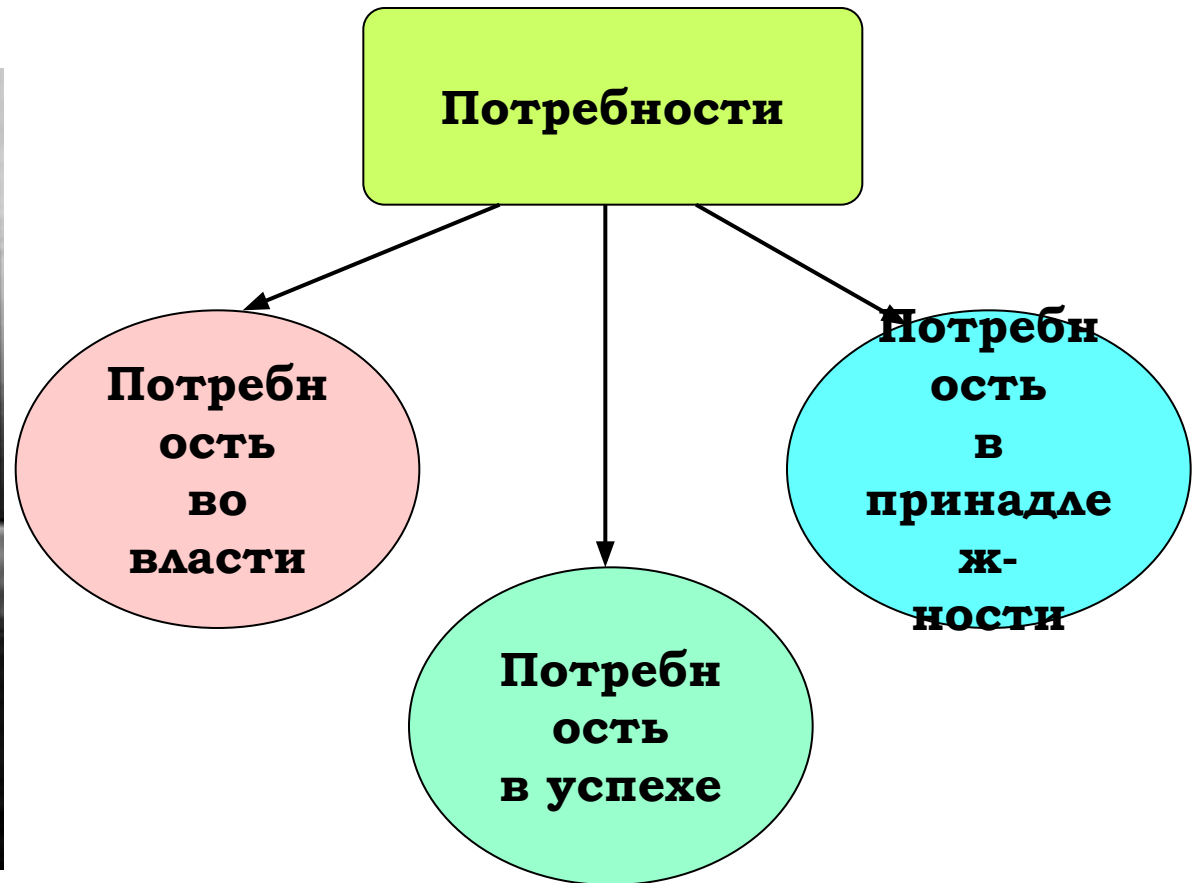 Потребности
Потребн
ость
во
власти
Потребн
ость
в успехе
Потребн
ость
в
принадле
ж-
ности